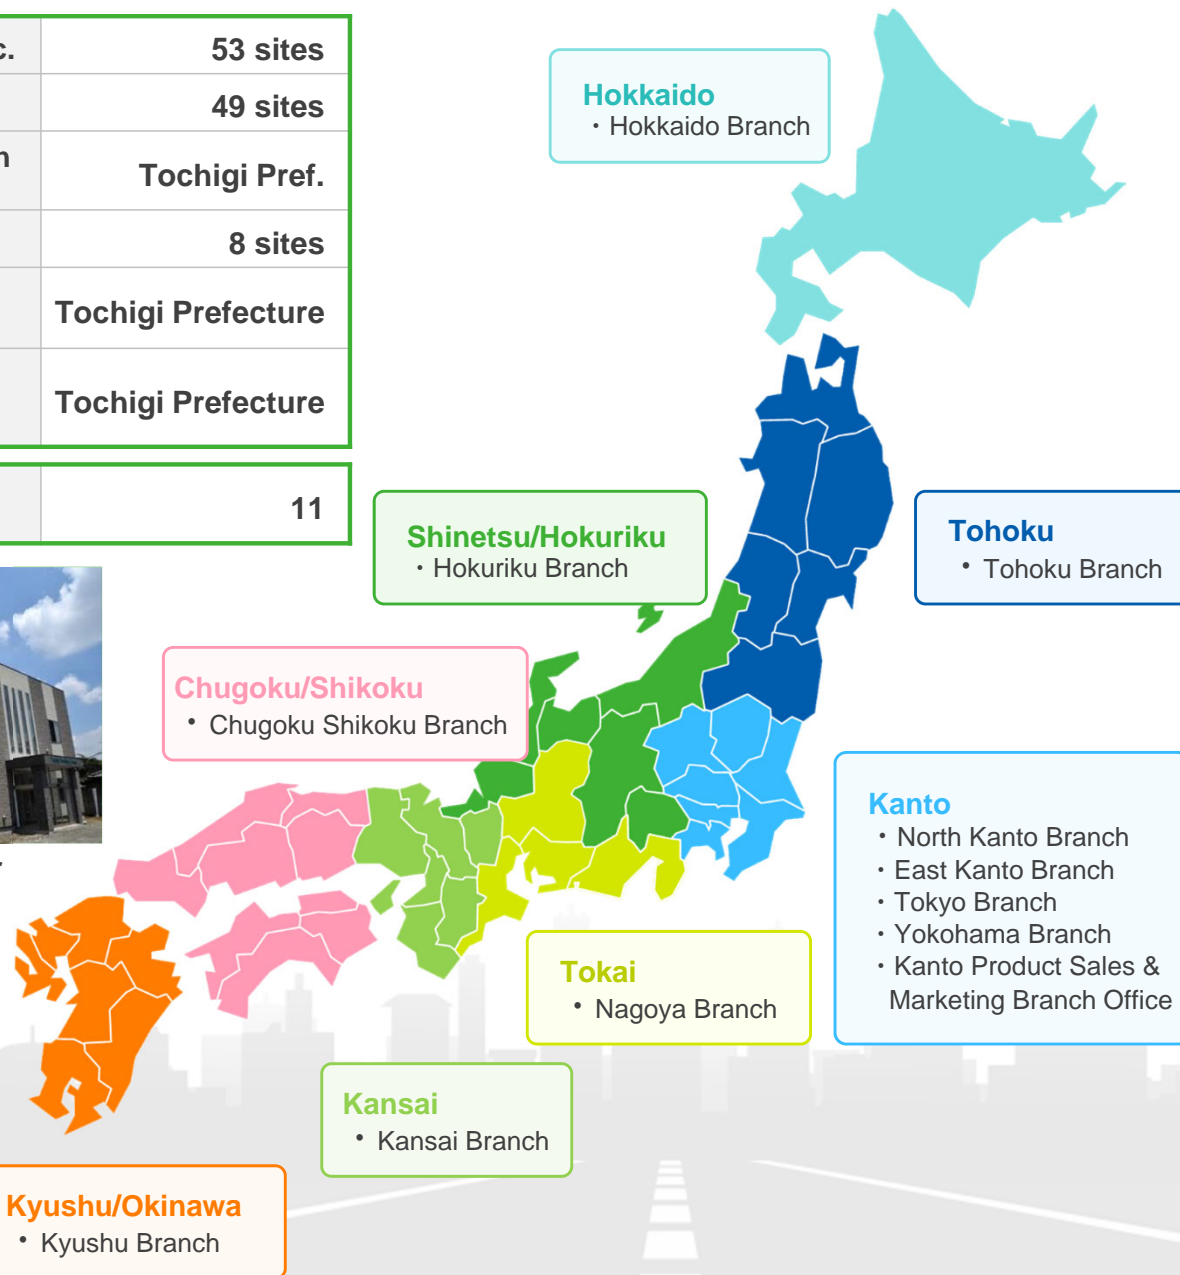 c.
53 sites
49 sites
n
Tochigi Pref.
8 sites
Tochigi Prefecture
Tochigi Prefecture
11
Hokkaido
・Hokkaido Branch
Shinetsu/Hokuriku
・Hokuriku Branch
Tohoku
• Tohoku Branch
Chugoku/Shikoku
• Chugoku Shikoku Branch
Kanto
・North Kanto Branch
・East Kanto Branch
・Tokyo Branch
・Yokohama Branch
・Kanto Product Sales &
Marketing Branch Office
Tokai
• Nagoya Branch
Kansai
• Kansai Branch
Kyushu/Okinawa
• Kyushu Branch